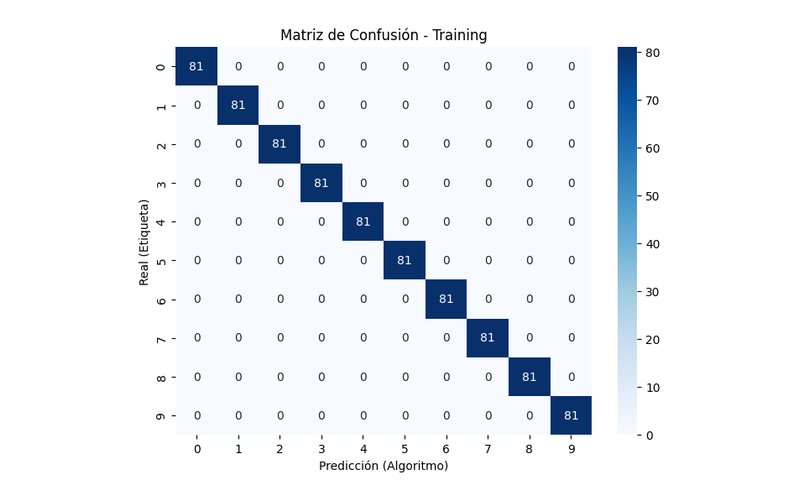 Matriz de Confusión - Training
0 81 0 0 0 0 0 0 0 0 0 80
1 0 81 0 0 0 0 0 0 0 0 70
2 0 0 81 0 0 0 0 0 0 0 60
3 0 0 0 81 0 0 0 0 0 0
4 0 0 0 0 81 0 0 0 0 0 50
5 0 0 0 0 0 81 0 0 0 0 40
6 0 0 0 0 0 0 81 0 0 0 30
7 0 0 0 0 0 0 0 81 0 0 20
8 0 0 0 0 0 0 0 0 81 0 10
9 0 0 0 0 0 0 0 0 0 81 0
0 1 2 3 4 5 6 7 8 9
Real (Etiqueta)
Predicción (Algoritmo)